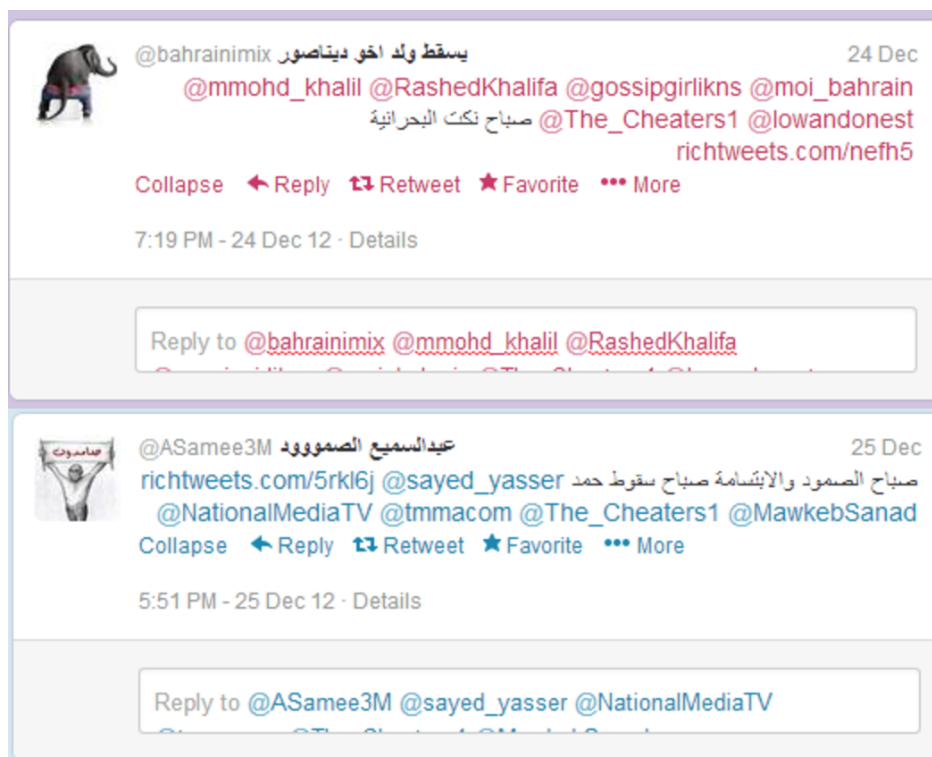 @bahrainimix يسقط ولد اخو ديناصور 24 Dec
@mmohd_khalil @RashedKhalifa @gossipgirlikns @moi_bahrain
صباح نكت البحرانية @The_Cheaters1 @lowandonest
richtweets.com/nefh5
Collapse Reply Retweet Favorite More
7:19 PM - 24 Dec 12 · Details
Reply to @bahrainimix @mmohd_khalil @RashedKhalifa
صامدون
@ASamee3M عبدالسميع الصموووود 25 Dec
richtweets.com/5rkl6j @sayed_yasser صباح الصمود والابتسامة صباح سقوط حمد
@NationalMediaTV @tmmacom @The_Cheaters1 @MawkebSanad
Collapse Reply Retweet Favorite More
5:51 PM - 25 Dec 12 · Details
Reply to @ASamee3M @sayed_yasser @NationalMediaTV